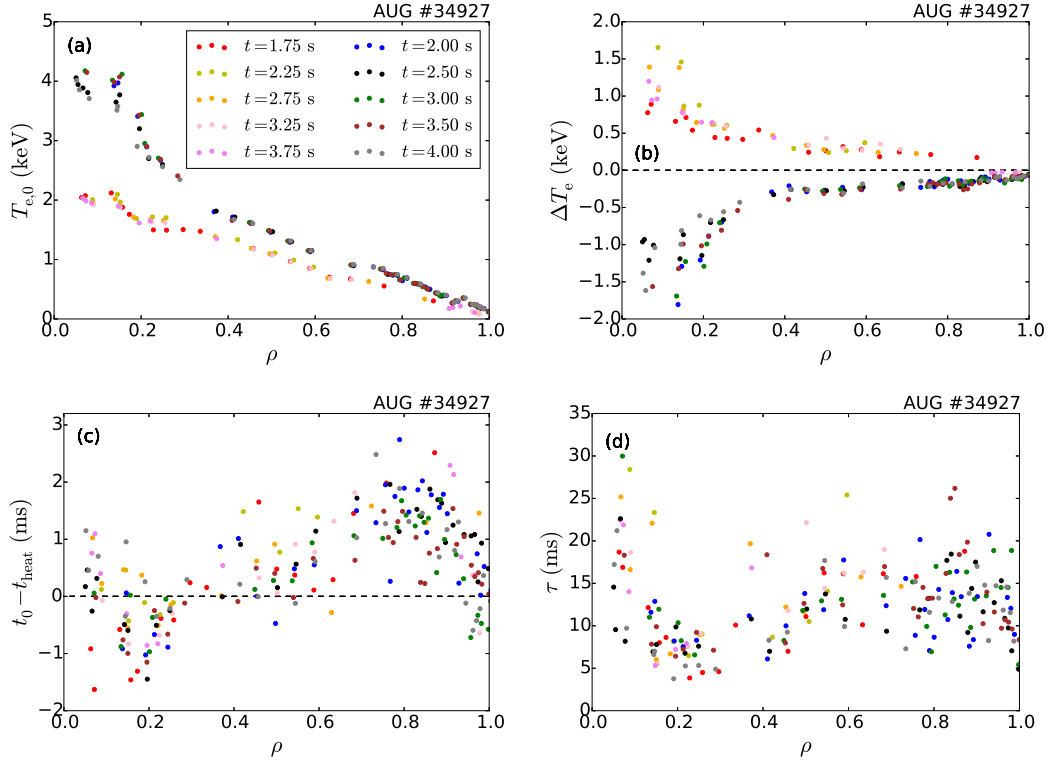 AUG #34927
(a)
t=1.75 s
t=2.00 s
t=2.25 s
t=2.50 s
t=2.75 s
t=3.00 s
t=3.25 s
t=3.50 s
t=3.75 s
t=4.00 s
5
4
3
2
1
0
T_e,0 (keV)
0.0 0.2 0.4 0.6 0.8 1.0
ρ
AUG #34927
(b)
2.0
1.5
1.0
0.5
0.0
−0.5
−1.0
−1.5
−2.0
ΔT_e (keV)
0.0 0.2 0.4 0.6 0.8 1.0
ρ
AUG #34927
(c)
3
2
1
0
−1
−2
t_0−t_heat (ms)
0.0 0.2 0.4 0.6 0.8 1.0
ρ
AUG #34927
(d)
35
30
25
20
15
10
5
0
τ (ms)
0.0 0.2 0.4 0.6 0.8 1.0
ρ